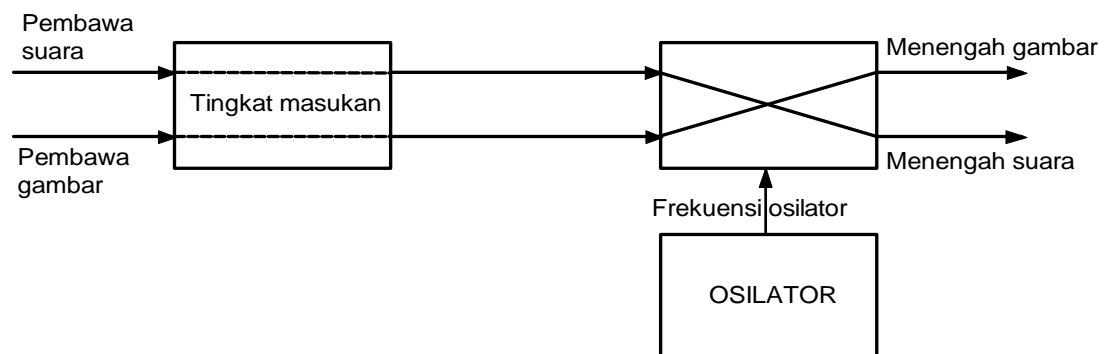 Pembawa
suara
Tingkat masukan
Pembawa
gambar
Menengah gambar
Menengah suara
Frekuensi osilator
OSILATOR